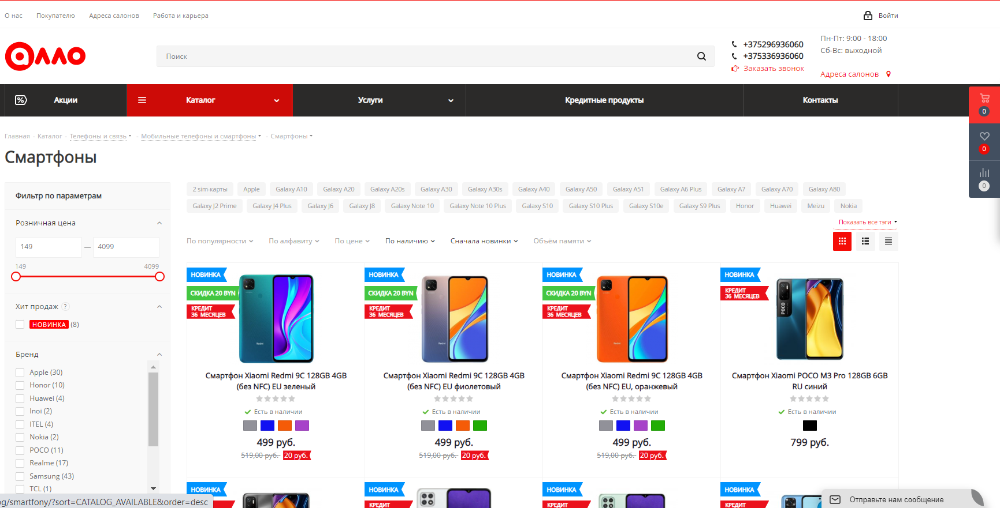 О нас Покупателю Адреса салонов Работа и карьера Войти
алло
Поиск
+375296936060
+375336936060
Заказать звонок
Пн-Пт: 9:00 - 18:00
Сб-Вс: выходной
Адреса салонов
Акции Каталог Услуги Кредитные продукты Контакты
0
0
0
Главная - Каталог - Телефоны и связь - Мобильные телефоны и смартфоны - Смартфоны
Смартфоны
Фильтр по параметрам
Розничная цена
149 — 4099
149 4099
Хит продаж ?
НОВИНКА (8)
Бренд
Apple (30)
Honor (10)
Huawei (4)
Inoi (2)
ITEL (4)
Nokia (2)
POCO (11)
Realme (17)
Samsung (43)
TCL (1)
2 sim-карты Apple Galaxy A10 Galaxy A20 Galaxy A20s Galaxy A30 Galaxy A30s Galaxy A40 Galaxy A50 Galaxy A51 Galaxy A6 Plus Galaxy A7 Galaxy A70 Galaxy A80
Galaxy J2 Prime Galaxy J4 Plus Galaxy J6 Galaxy J8 Galaxy Note 10 Galaxy Note 10 Plus Galaxy S10 Galaxy S10 Plus Galaxy S10e Galaxy S9 Plus Honor Huawei Meizu Nokia
Показать все тэги
По популярности По алфавиту По цене По наличию Сначала новинки Объём памяти
НОВИНКА
СКИДКА 20 BYN
КРЕДИТ
36 МЕСЯЦЕВ
Redmi
Смартфон Xiaomi Redmi 9C 128GB 4GB
(без NFC) EU зеленый
Есть в наличии
499 руб.
519,00 руб. 20 руб.
НОВИНКА
СКИДКА 20 BYN
КРЕДИТ
36 МЕСЯЦЕВ
Redmi
Смартфон Xiaomi Redmi 9C 128GB 4GB
(без NFC) EU фиолетовый
Есть в наличии
499 руб.
519,00 руб. 20 руб.
НОВИНКА
СКИДКА 20 BYN
КРЕДИТ
36 МЕСЯЦЕВ
Redmi
Смартфон Xiaomi Redmi 9C 128GB 4GB
(без NFC) EU, оранжевый
Есть в наличии
499 руб.
519,00 руб. 20 руб.
НОВИНКА
КРЕДИТ
36 МЕСЯЦЕВ
POCO
Смартфон Xiaomi POCO M3 Pro 128GB 6GB
RU синий
Есть в наличии
799 руб.
НОВИНКА НОВИНКА НОВИНКА НОВИНКА
КРЕДИТ КРЕДИТ КРЕДИТ КРЕДИТ
og/smartfony/?sort=CATALOG_AVAILABLE&order=desc
Отправьте нам сообщение